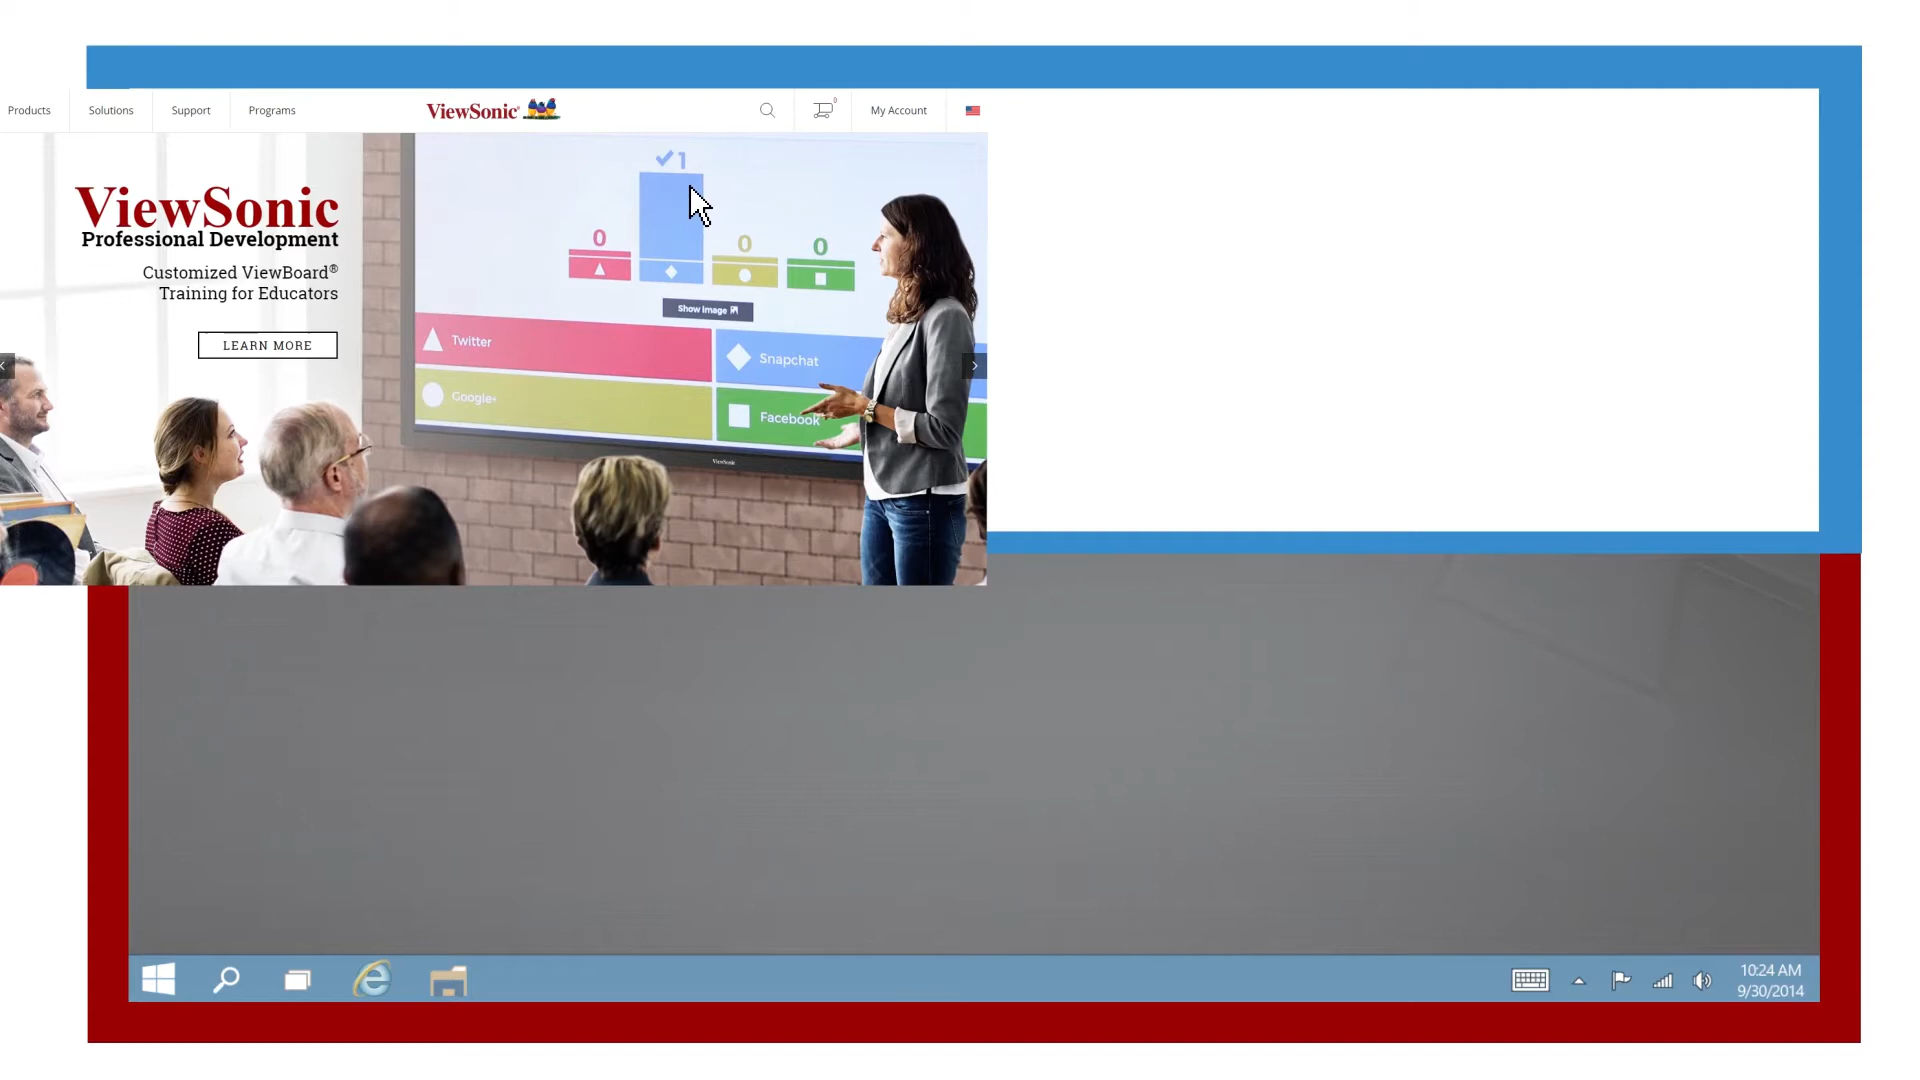 Products
Solutions
Support
Programs
ViewSonic®
0
My Account
ViewSonic
Professional Development
Customized ViewBoard®
Training for Educators
LEARN MORE
1
0
0
0
Show image
Twitter
Snapchat
Google+
Facebook
ViewSonic
10:24 AM
9/30/2014